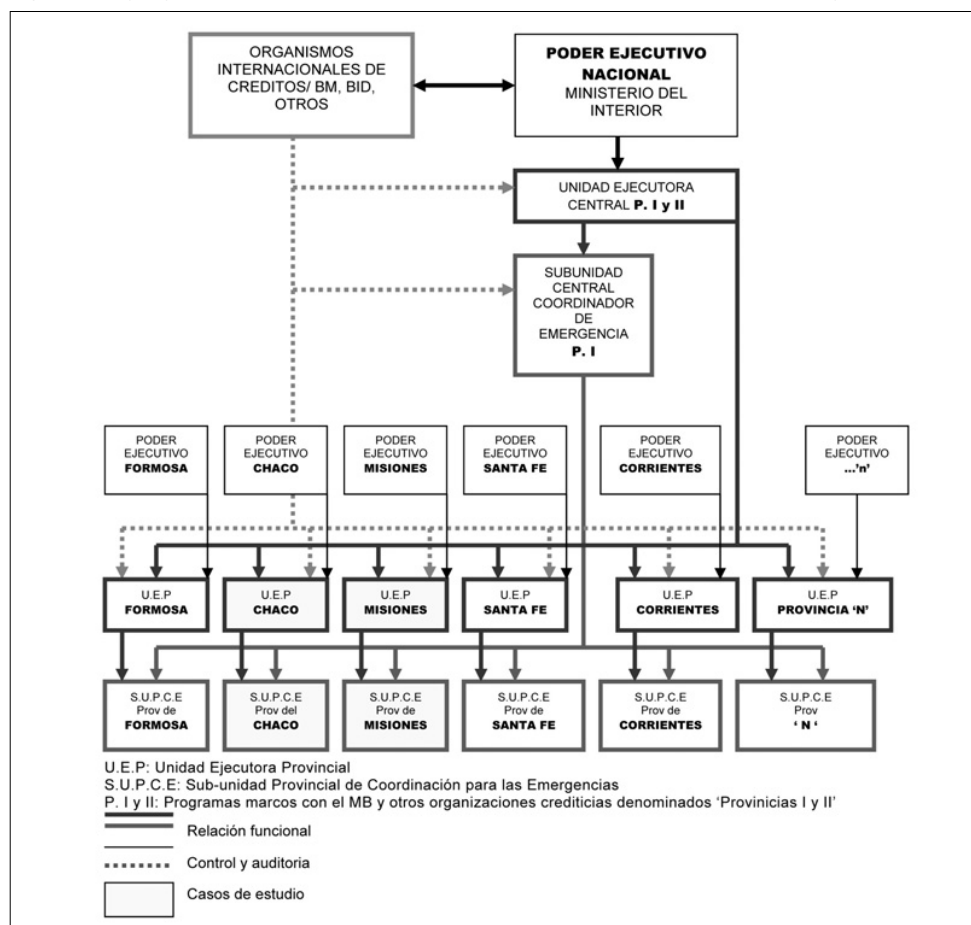 ORGANISMOS
INTERNACIONALES DE
CREDITOS/ BM, BID,
OTROS
PODER EJECUTIVO
NACIONAL
MINISTERIO DEL
INTERIOR
UNIDAD EJECUTORA
CENTRAL P. I y II
SUBUNIDAD
CENTRAL
COORDINADOR
DE
EMERGENCIA
P. I
PODER
EJECUTIVO
FORMOSA
PODER
EJECUTIVO
CHACO
PODER
EJECUTIVO
MISIONES
PODER
EJECUTIVO
SANTA FE
PODER
EJECUTIVO
CORRIENTES
PODER
EJECUTIVO
...'n'
U.E.P
FORMOSA
U.E.P
CHACO
U.E.P
MISIONES
U.E.P
SANTA FE
U.E.P
CORRIENTES
U.E.P
PROVINCIA 'N'
S.U.P.C.E
Prov de
FORMOSA
S.U.P.C.E
Prov del
CHACO
S.U.P.C.E
Prov de
MISIONES
S.U.P.C.E
Prov de
SANTA FE
S.U.P.C.E
Prov de
CORRIENTES
S.U.P.C.E
Prov
' N '
U.E.P: Unidad Ejecutora Provincial
S.U.P.C.E: Sub-unidad Provincial de Coordinación para las Emergencias
P. I y II: Programas marcos con el MB y otros organizaciones crediticias denominados 'Provinicias I y II'
Relación funcional
Control y auditoria
Casos de estudio